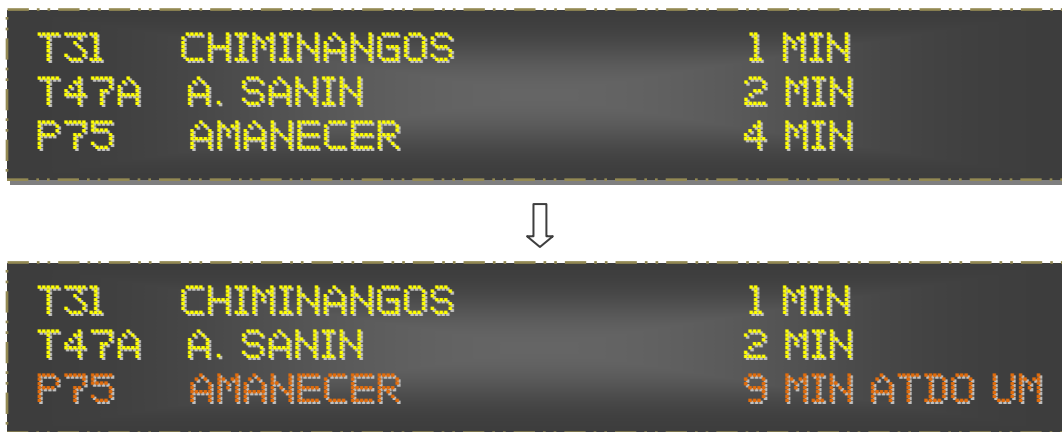 T31 CHIMINANGOS 1 MIN
T47A A. SANIN 2 MIN
P75 AMANECER 4 MIN
T31 CHIMINANGOS 1 MIN
T47A A. SANIN 2 MIN
P75 AMANECER 9 MIN ATDO UM